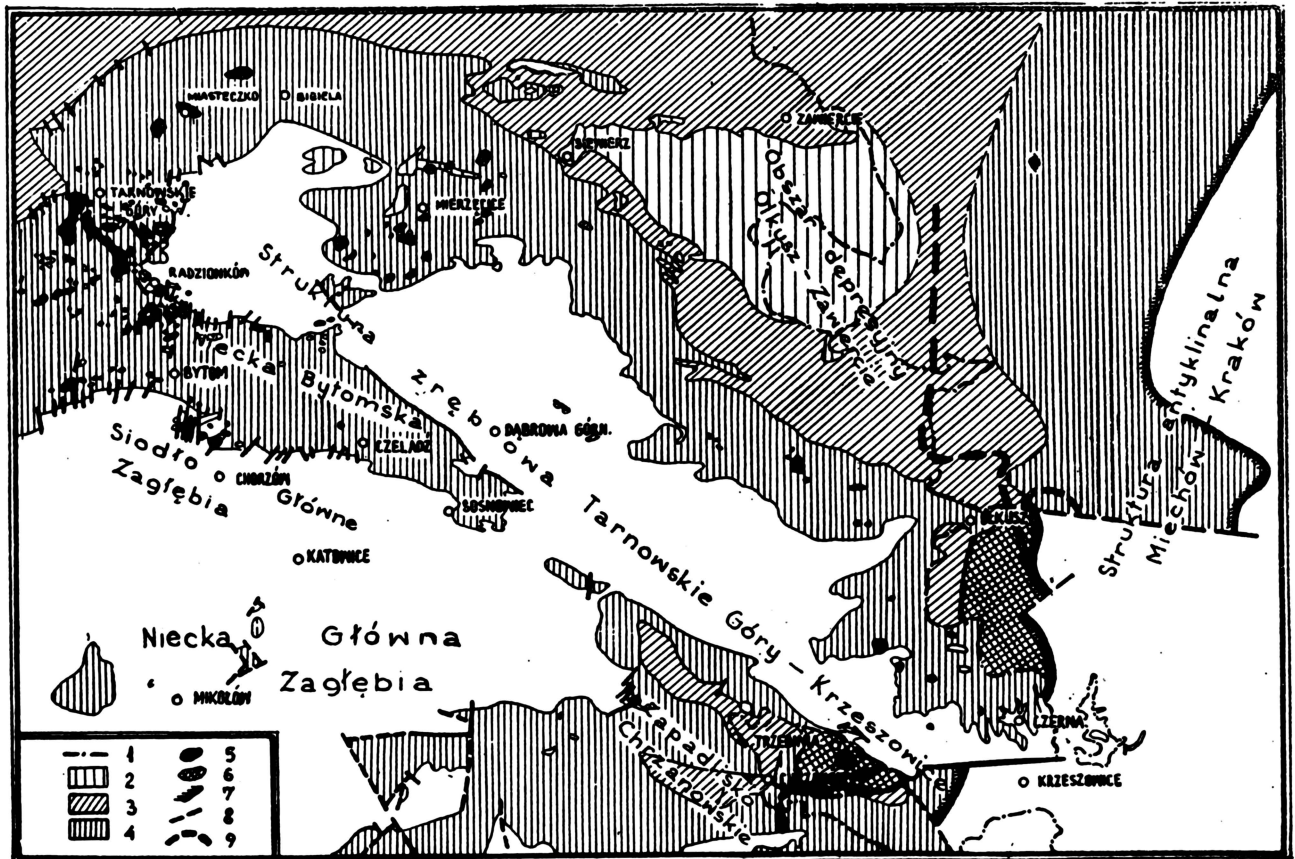 MIASTECZKO
BIBIELA
ZAWIERCIE
SIEWIERZ
TARNOWSKIE
GÓRY
MIERZĘCICE
RADZIONKÓW
Obszar depresyjny
Olkusz – Zawiercie
Struktura zrębowa Tarnowskie Góry – Krzeszowice
Niecka Bytomska
BYTOM
Struktura antyklinalna
Miechów – Kraków
DĄBROWA GÓRN.
CZELADŹ
Siodło Główne
Zagłębia
CHORZÓW
SOSNOWIEC
OLKUSZ
KATOWICE
Niecka Główna
Zagłębia
MIKOŁÓW
CZERNA
TRZEBINIA
Zapadlisko
Chrzanowskie
KRZESZOWICE
1
2
3
4
5
6
7
8
9